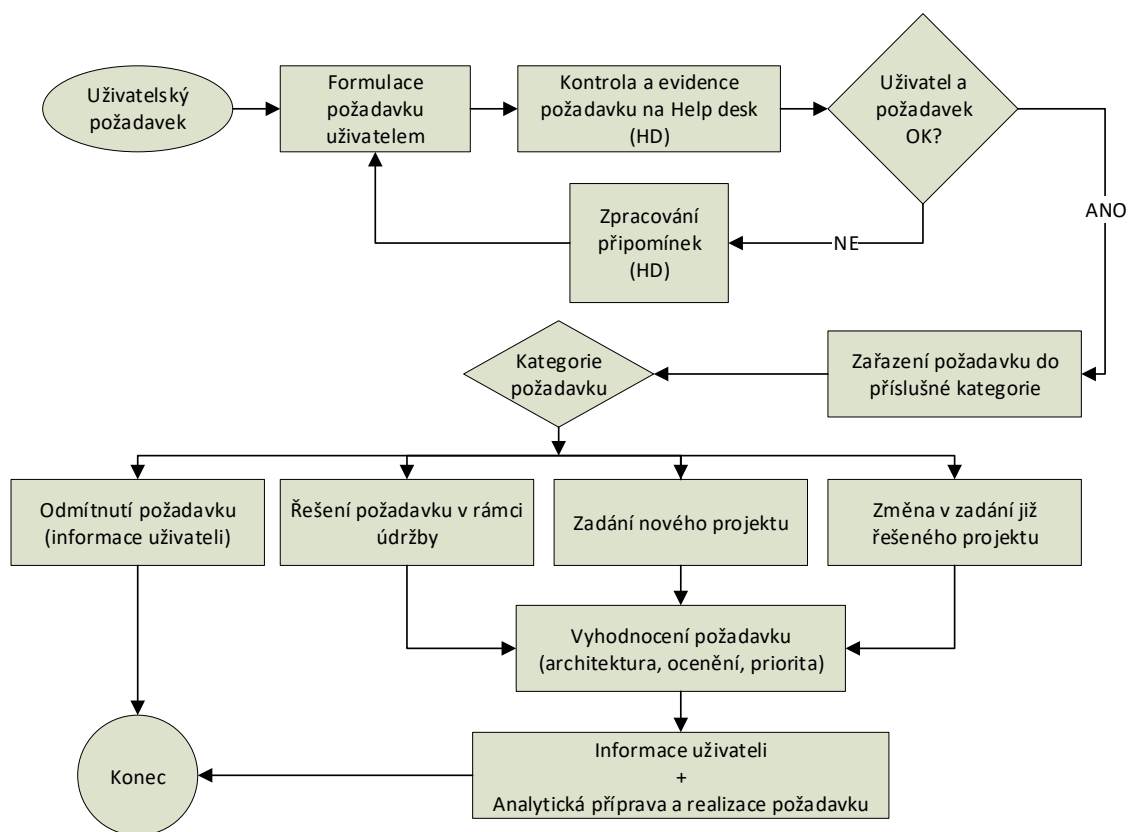 Uživatelský
požadavek
Formulace
požadavku
uživatelem
Kontrola a evidence
požadavku na Help desk
(HD)
Uživatel a
požadavek
OK?
ANO
NE
Zpracování
připomínek
(HD)
Kategorie
požadavku
Zařazení požadavku do
příslušné kategorie
Odmítnutí požadavku
(informace uživateli)
Řešení požadavku v rámci
údržby
Zadání nového projektu
Změna v zadání již
řešeného projektu
Vyhodnocení požadavku
(architektura, ocenění, priorita)
Konec
Informace uživateli
+
Analytická příprava a realizace požadavku